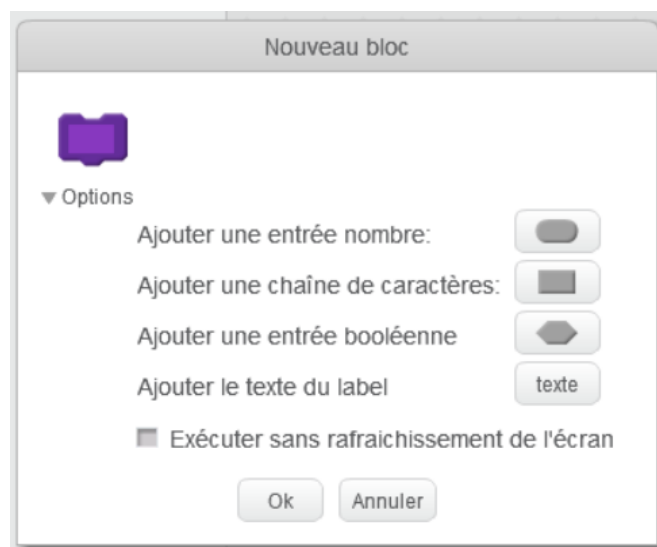 Nouveau bloc
Options
Ajouter une entrée nombre:
Ajouter une chaîne de caractères:
Ajouter une entrée booléenne
Ajouter le texte du label texte
Exécuter sans rafraichissement de l'écran
Ok Annuler